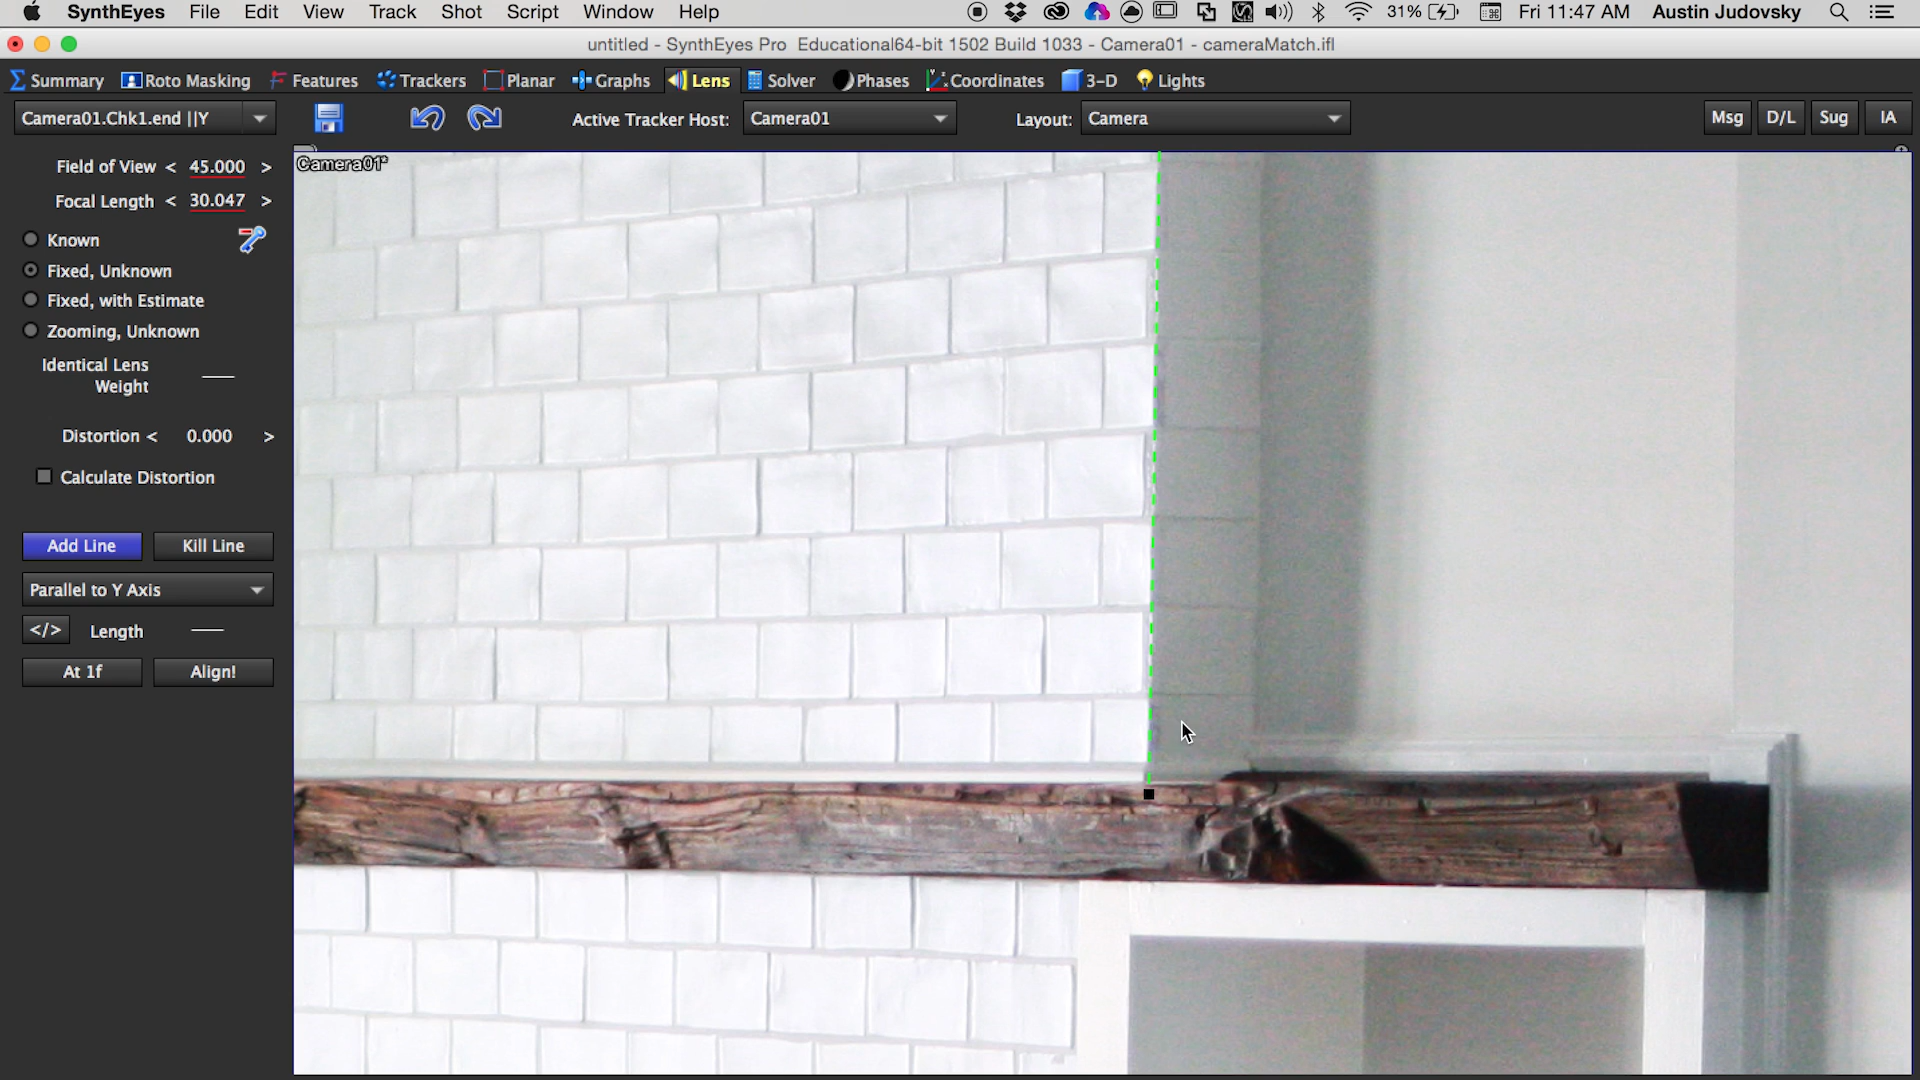 SynthEyes File Edit View Track Shot Script Window Help 31% Fri 11:47 AM Austin Judovsky
untitled - SynthEyes Pro Educational64-bit 1502 Build 1033 - Camera01 - cameraMatch.ifl
Summary Roto Masking Features Trackers Planar Graphs Lens Solver Phases Coordinates 3-D Lights
Camera01.Chk1.end ||Y Active Tracker Host: Camera01 Layout: Camera Msg D/L Sug IA
Camera01*
Field of View < 45.000 >
Focal Length < 30.047 >
Known
Fixed, Unknown
Fixed, with Estimate
Zooming, Unknown
Identical Lens
Weight
Distortion < 0.000 >
Calculate Distortion
Add Line Kill Line
Parallel to Y Axis
</> Length
At 1f Align!